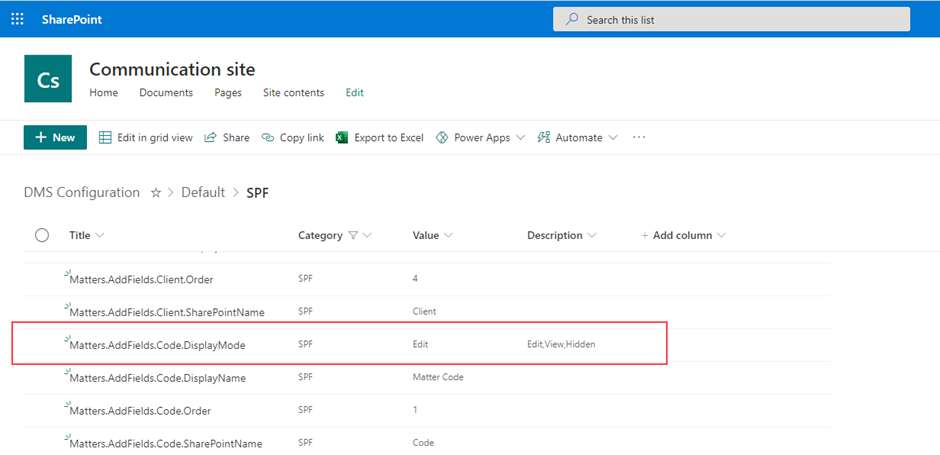 SharePoint
Search this list
Cs
Communication site
Home Documents Pages Site contents Edit
+ New Edit in grid view Share Copy link Export to Excel Power Apps Automate ···
DMS Configuration > Default > SPF
Title Category Value Description + Add column
Matters.AddFields.Client.Order SPF 4
Matters.AddFields.Client.SharePointName SPF Client
Matters.AddFields.Code.DisplayMode SPF Edit Edit,View,Hidden
Matters.AddFields.Code.DisplayName SPF Matter Code
Matters.AddFields.Code.Order SPF 1
Matters.AddFields.Code.SharePointName SPF Code